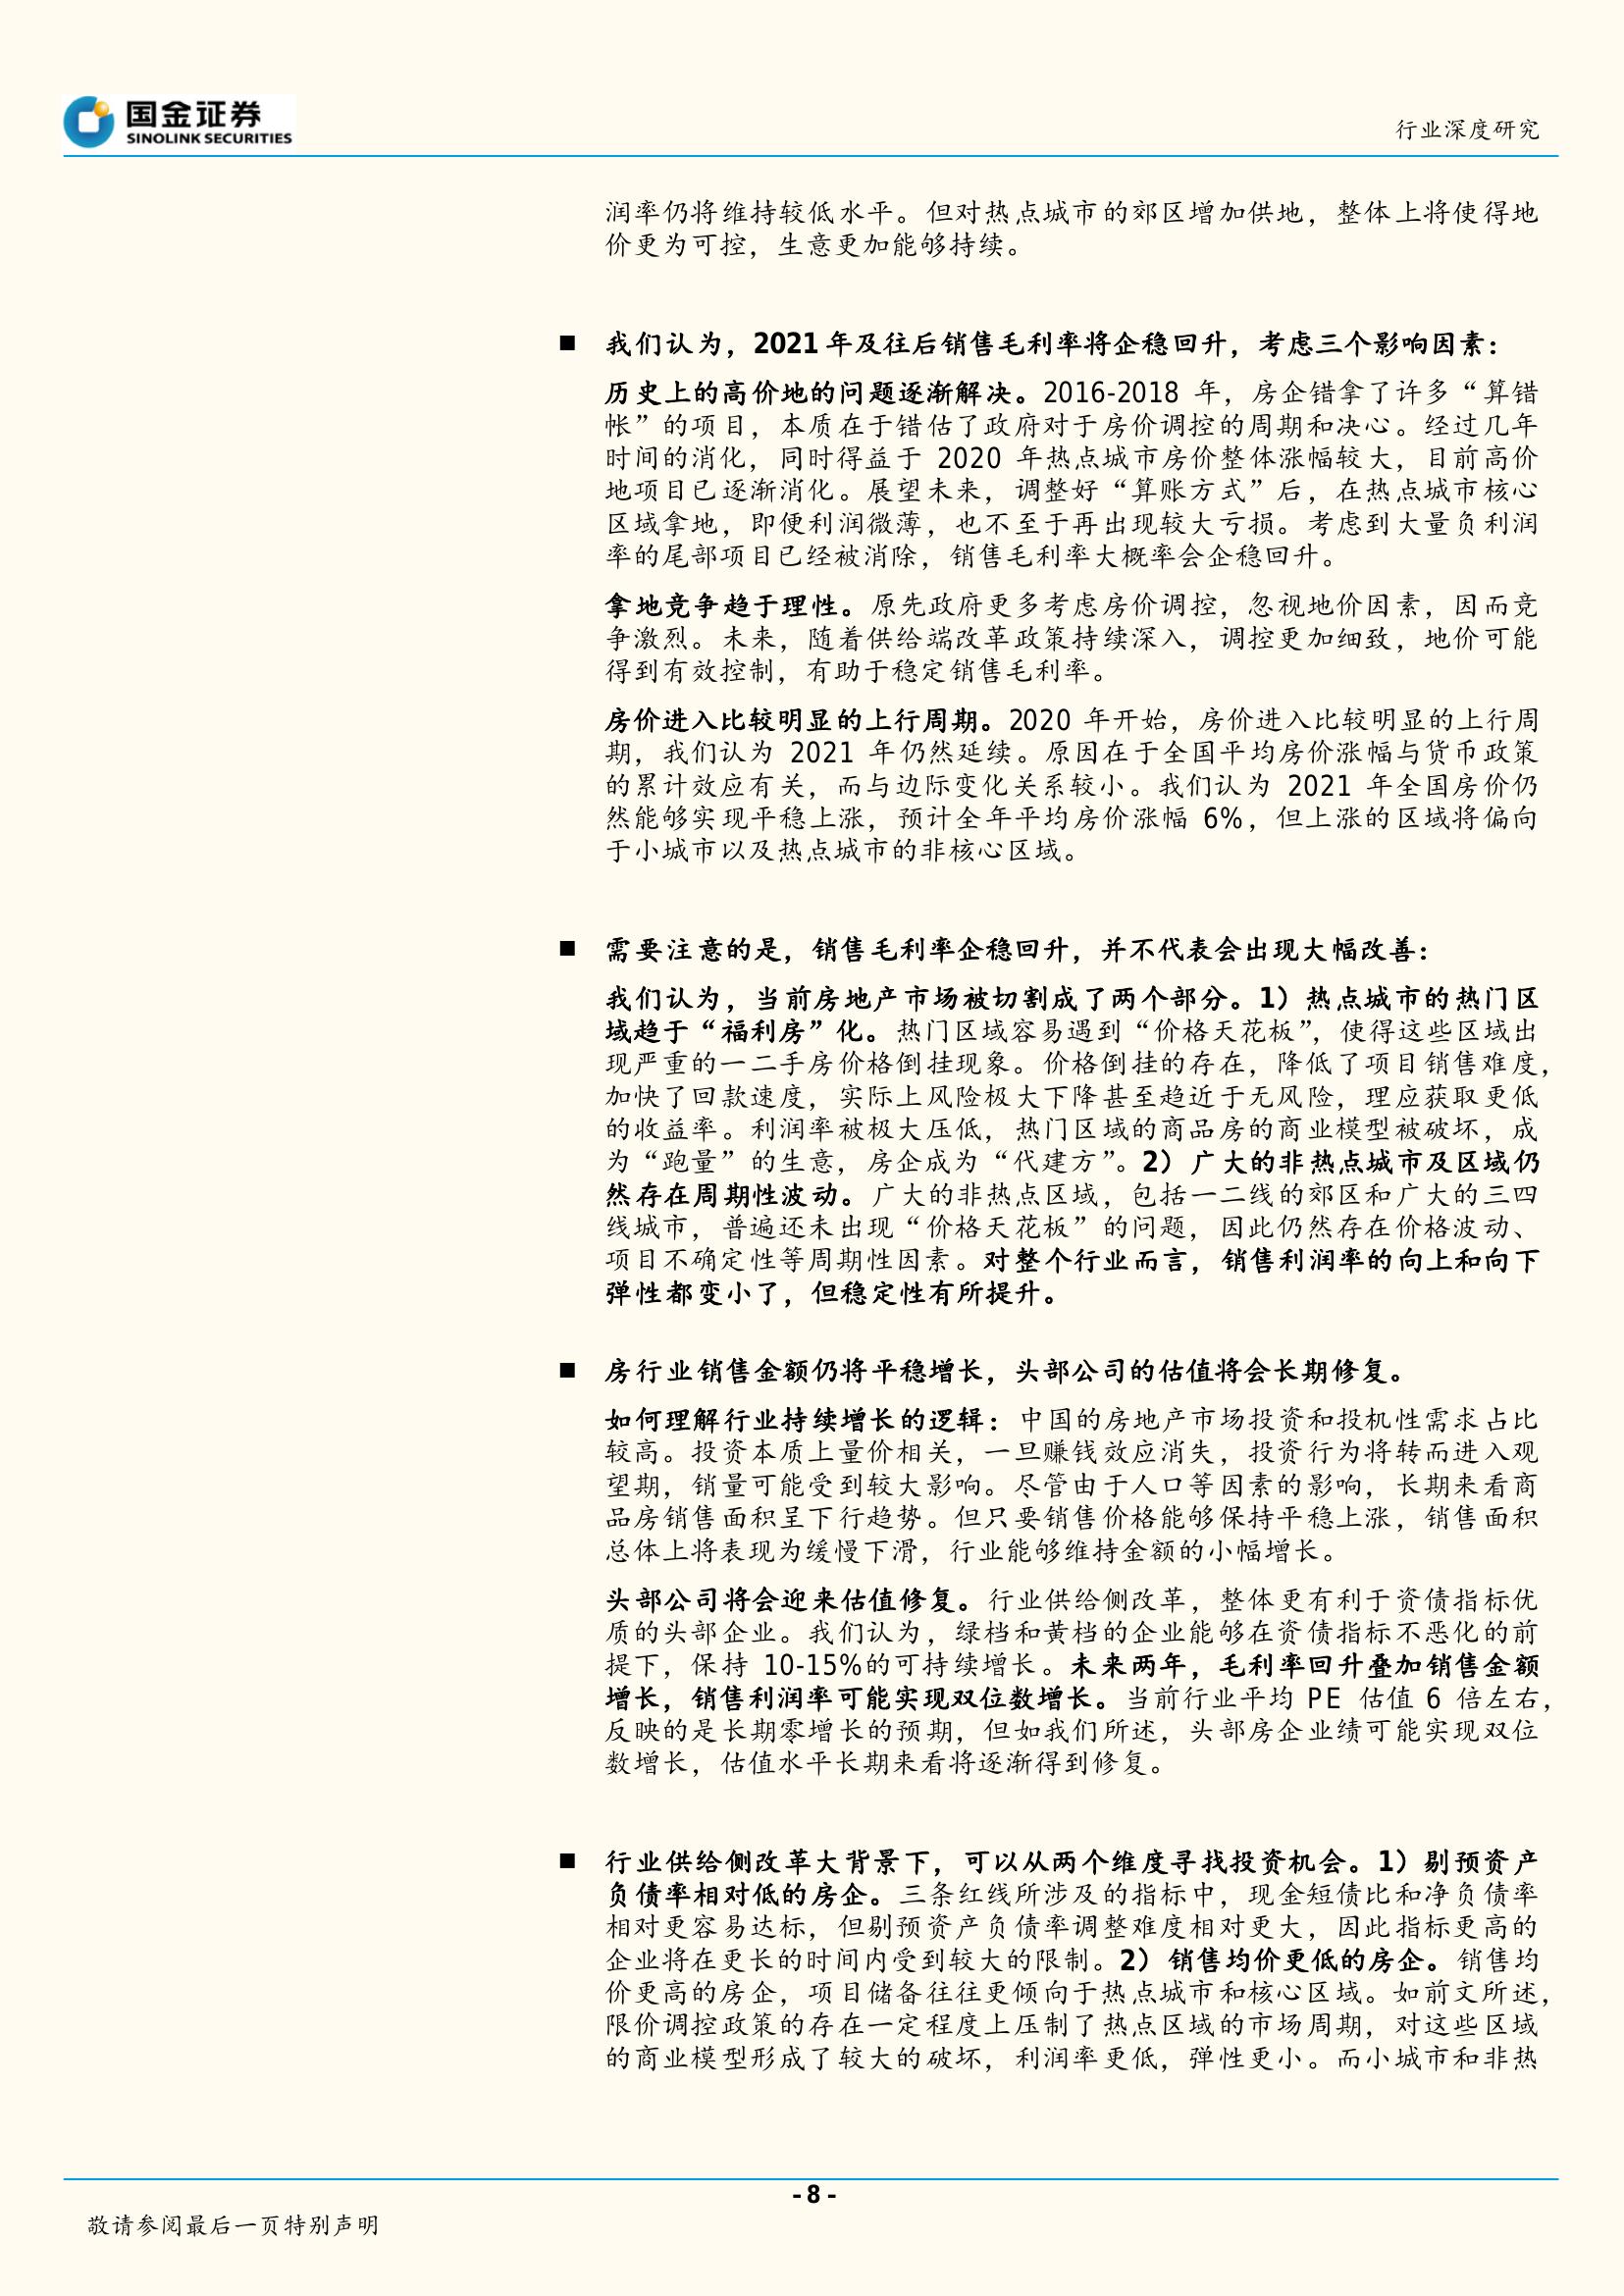 国金证券
SINOLINK SECURITIES
行业深度研究
润率仍将维持较低水平。但对热点城市的郊区增加供地，整体上将使得地
价更为可控，生意更加能够持续。
■ 我们认为，2021 年及往后销售毛利率将企稳回升，考虑三个影响因素：
历史上的高价地的问题逐渐解决。2016-2018 年，房企错拿了许多“算错
帐”的项目，本质在于错估了政府对于房价调控的周期和决心。经过几年
时间的消化，同时得益于 2020 年热点城市房价整体涨幅较大，目前高价
地项目已逐渐消化。展望未来，调整好“算账方式”后，在热点城市核心
区域拿地，即便利润微薄，也不至于再出现较大亏损。考虑到大量负利润
率的尾部项目已经被消除，销售毛利率大概率会企稳回升。
拿地竞争趋于理性。原先政府更多考虑房价调控，忽视地价因素，因而竞
争激烈。未来，随着供给端改革政策持续深入，调控更加细致，地价可能
得到有效控制，有助于稳定销售毛利率。
房价进入比较明显的上行周期。2020 年开始，房价进入比较明显的上行周
期，我们认为 2021 年仍然延续。原因在于全国平均房价涨幅与货币政策
的累计效应有关，而与边际变化关系较小。我们认为 2021 年全国房价仍
然能够实现平稳上涨，预计全年平均房价涨幅 6%，但上涨的区域将偏向
于小城市以及热点城市的非核心区域。
■ 需要注意的是，销售毛利率企稳回升，并不代表会出现大幅改善：
我们认为，当前房地产市场被切割成了两个部分。1）热点城市的热门区
域趋于“福利房”化。热门区域容易遇到“价格天花板”，使得这些区域出
现严重的一二手房价格倒挂现象。价格倒挂的存在，降低了项目销售难度，
加快了回款速度，实际上风险极大下降甚至趋近于无风险，理应获取更低
的收益率。利润率被极大压低，热门区域的商品房的商业模型被破坏，成
为“跑量”的生意，房企成为“代建方”。2）广大的非热点城市及区域仍
然存在周期性波动。广大的非热点区域，包括一二线的郊区和广大的三四
线城市，普遍还未出现“价格天花板”的问题，因此仍然存在价格波动、
项目不确定性等周期性因素。对整个行业而言，销售利润率的向上和向下
弹性都变小了，但稳定性有所提升。
■ 房行业销售金额仍将平稳增长，头部公司的估值将会长期修复。
如何理解行业持续增长的逻辑：中国的房地产市场投资和投机性需求占比
较高。投资本质上量价相关，一旦赚钱效应消失，投资行为将转而进入观
望期，销量可能受到较大影响。尽管由于人口等因素的影响，长期来看商
品房销售面积呈下行趋势。但只要销售价格能够保持平稳上涨，销售面积
总体上将表现为缓慢下滑，行业能够维持金额的小幅增长。
头部公司将会迎来估值修复。行业供给侧改革，整体更有利于资债指标优
质的头部企业。我们认为，绿档和黄档的企业能够在资债指标不恶化的前
提下，保持 10-15%的可持续增长。未来两年，毛利率回升叠加销售金额
增长，销售利润率可能实现双位数增长。当前行业平均 PE 估值 6 倍左右，
反映的是长期零增长的预期，但如我们所述，头部房企业绩可能实现双位
数增长，估值水平长期来看将逐渐得到修复。
■ 行业供给侧改革大背景下，可以从两个维度寻找投资机会。1）剔预资产
负债率相对低的房企。三条红线所涉及的指标中，现金短债比和净负债率
相对更容易达标，但剔预资产负债率调整难度相对更大，因此指标更高的
企业将在更长的时间内受到较大的限制。2）销售均价更低的房企。销售均
价更高的房企，项目储备往往更倾向于热点城市和核心区域。如前文所述，
限价调控政策的存在一定程度上压制了热点区域的市场周期，对这些区域
的商业模型形成了较大的破坏，利润率更低，弹性更小。而小城市和非热
- 8 -
敬请参阅最后一页特别声明